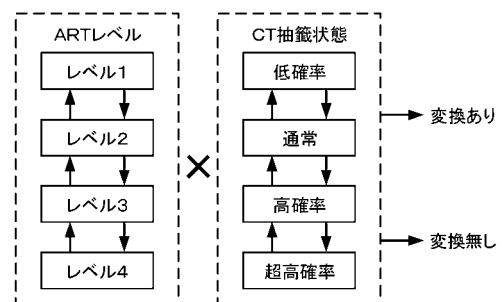 ARTレベル
レベル1
レベル2
レベル3
レベル4
×
CT抽籤状態
低確率
通常
高確率
超高確率
変換あり
変換無し